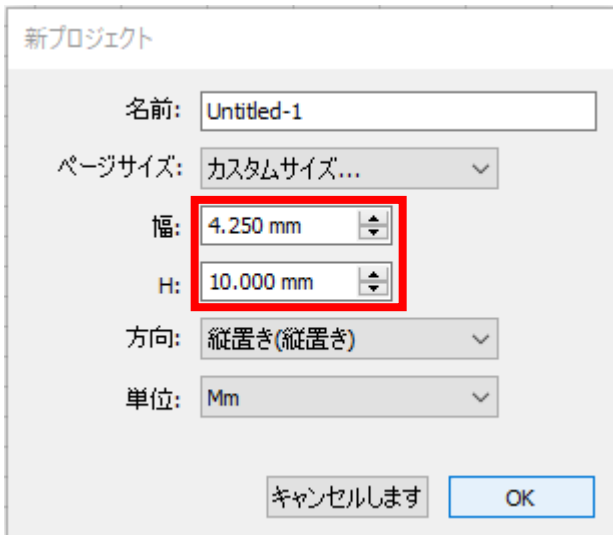 新プロジェクト
名前: Untitled-1
ページサイズ: カスタムサイズ...
幅: 4.250 mm
H: 10.000 mm
方向: 縦置き(縦置き)
単位: Mm
キャンセルします OK